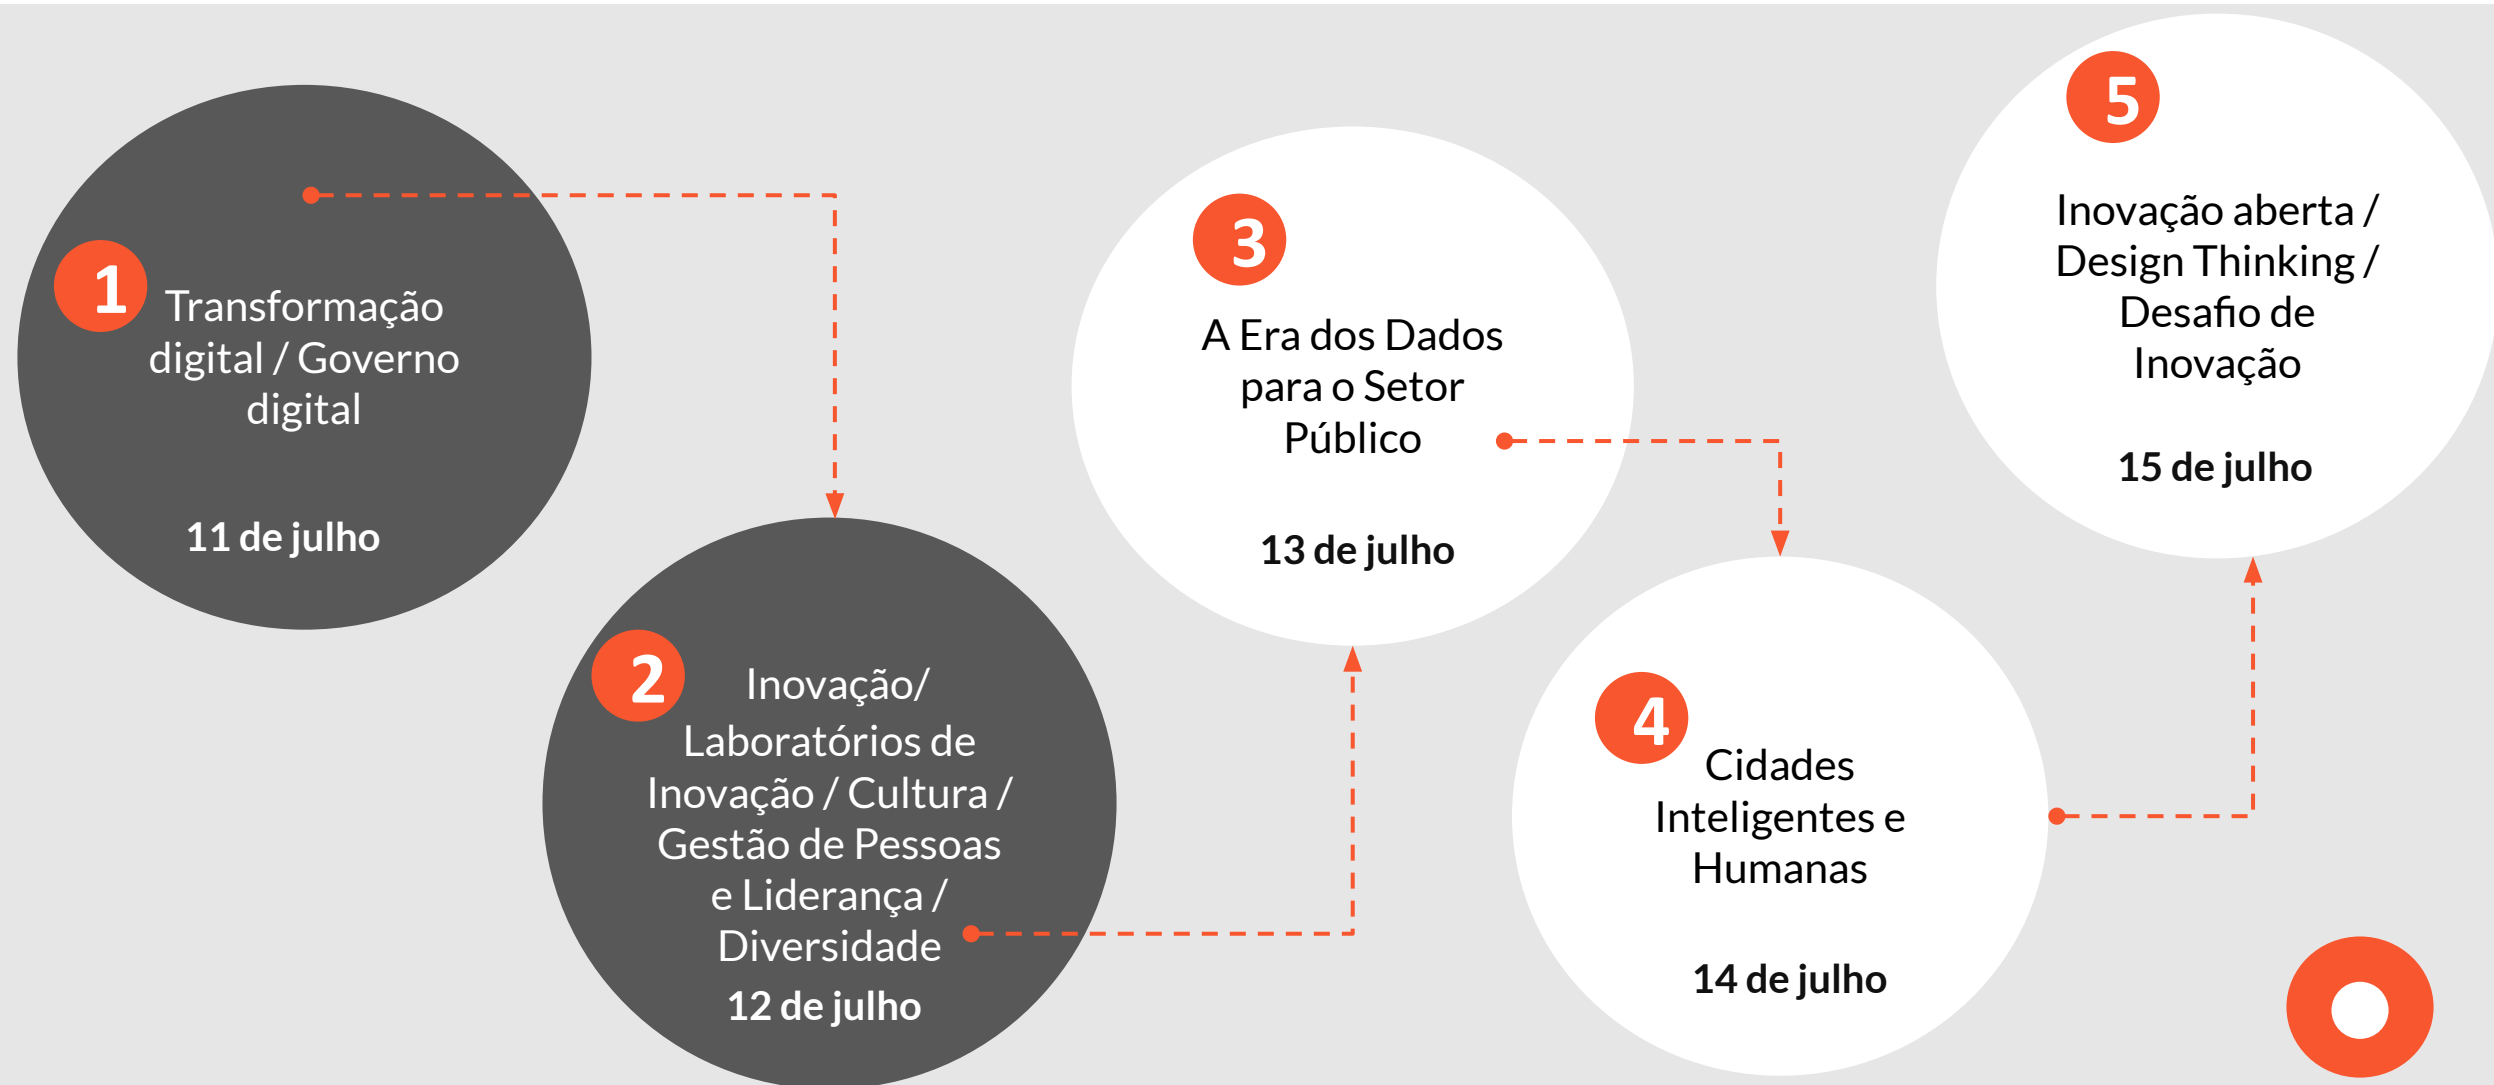 1
Transformação
digital / Governo
digital
11 de julho
2
Inovação/
Laboratórios de
Inovação / Cultura /
Gestão de Pessoas
e Liderança /
Diversidade
12 de julho
3
A Era dos Dados
para o Setor
Público
13 de julho
4
Cidades
Inteligentes e
Humanas
14 de julho
5
Inovação aberta /
Design Thinking /
Desafio de
Inovação
15 de julho